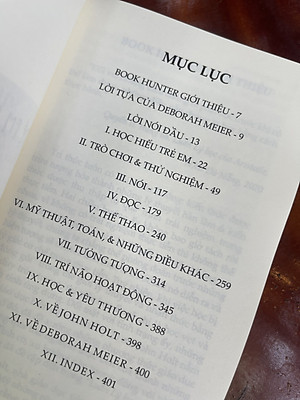 MỤC LỤC
BOOK HUNTER GIỚI THIỆU - 7
LỜI TỰA CỦA DEBORAH MEIER - 9
LỜI NÓI ĐẦU - 13
I. HỌC HIỂU TRẺ EM - 22
II. TRÒ CHƠI & THỬ NGHIỆM - 49
III. NÓI - 117
IV. ĐỌC - 179
V. THỂ THAO - 240
VI. MỸ THUẬT, TOÁN, & NHỮNG ĐIỀU KHÁC - 259
VII. TƯỞNG TƯỢNG - 314
VIII. TRÍ NÃO HOẠT ĐỘNG - 345
IX. HỌC & YÊU THƯƠNG - 388
X. VỀ JOHN HOLT - 398
XI. VỀ DEBORAH MEIER - 400
XII. INDEX - 401